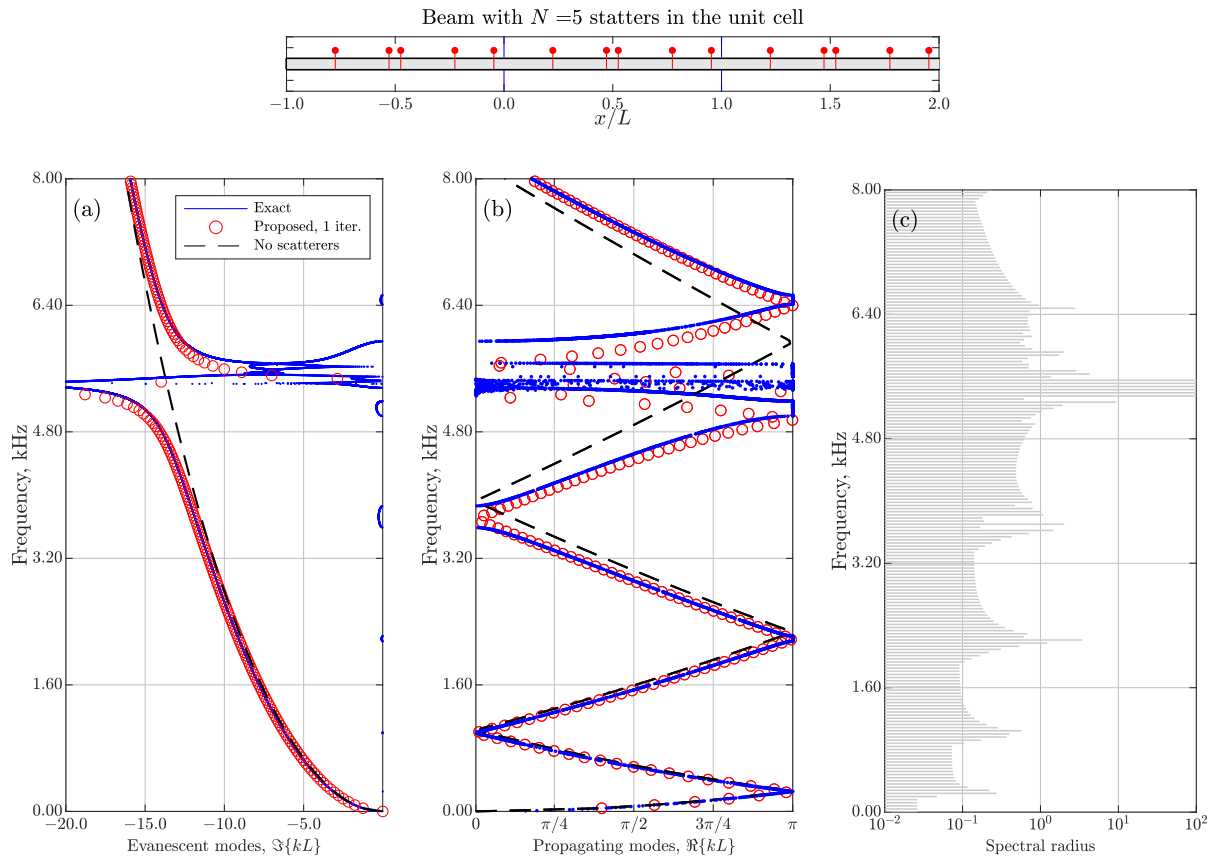 Beam with N =5 statters in the unit cell
−1.0 −0.5 0.0 0.5 1.0 1.5 2.0
x/L
(a)
Exact
Proposed, 1 iter.
No scatterers
Frequency, kHz
8.00
6.40
4.80
3.20
1.60
0.00
−20.0 −15.0 −10.0 −5.0
Evanescent modes, ℑ{kL}
(b)
Frequency, kHz
8.00
6.40
4.80
3.20
1.60
0.00
0 π/4 π/2 3π/4 π
Propagating modes, ℜ{kL}
(c)
Frequency, kHz
8.00
6.40
4.80
3.20
1.60
0.00
10⁻² 10⁻¹ 10⁰ 10¹ 10²
Spectral radius